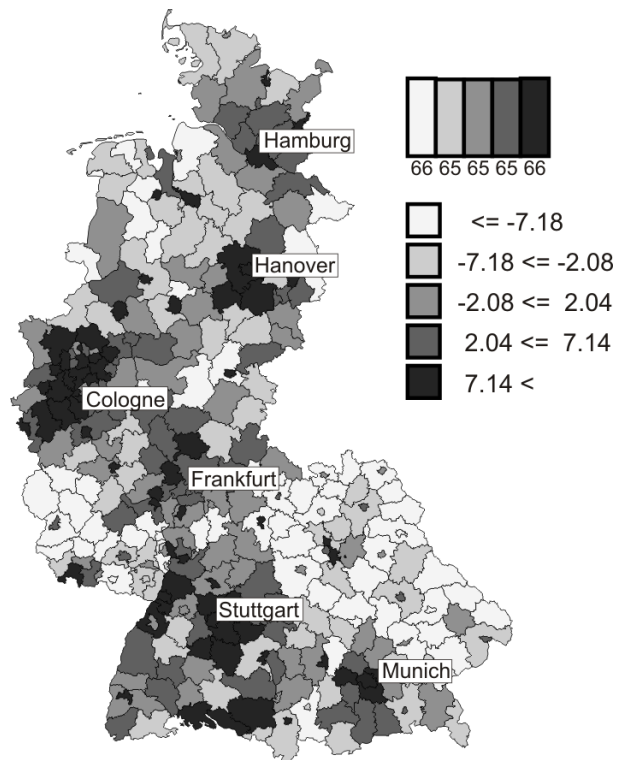 Hamburg
66 65 65 65 66
<= -7.18
Hanover
-7.18 <= -2.08
-2.08 <= 2.04
2.04 <= 7.14
7.14 <
Cologne
Frankfurt
Stuttgart
Munich